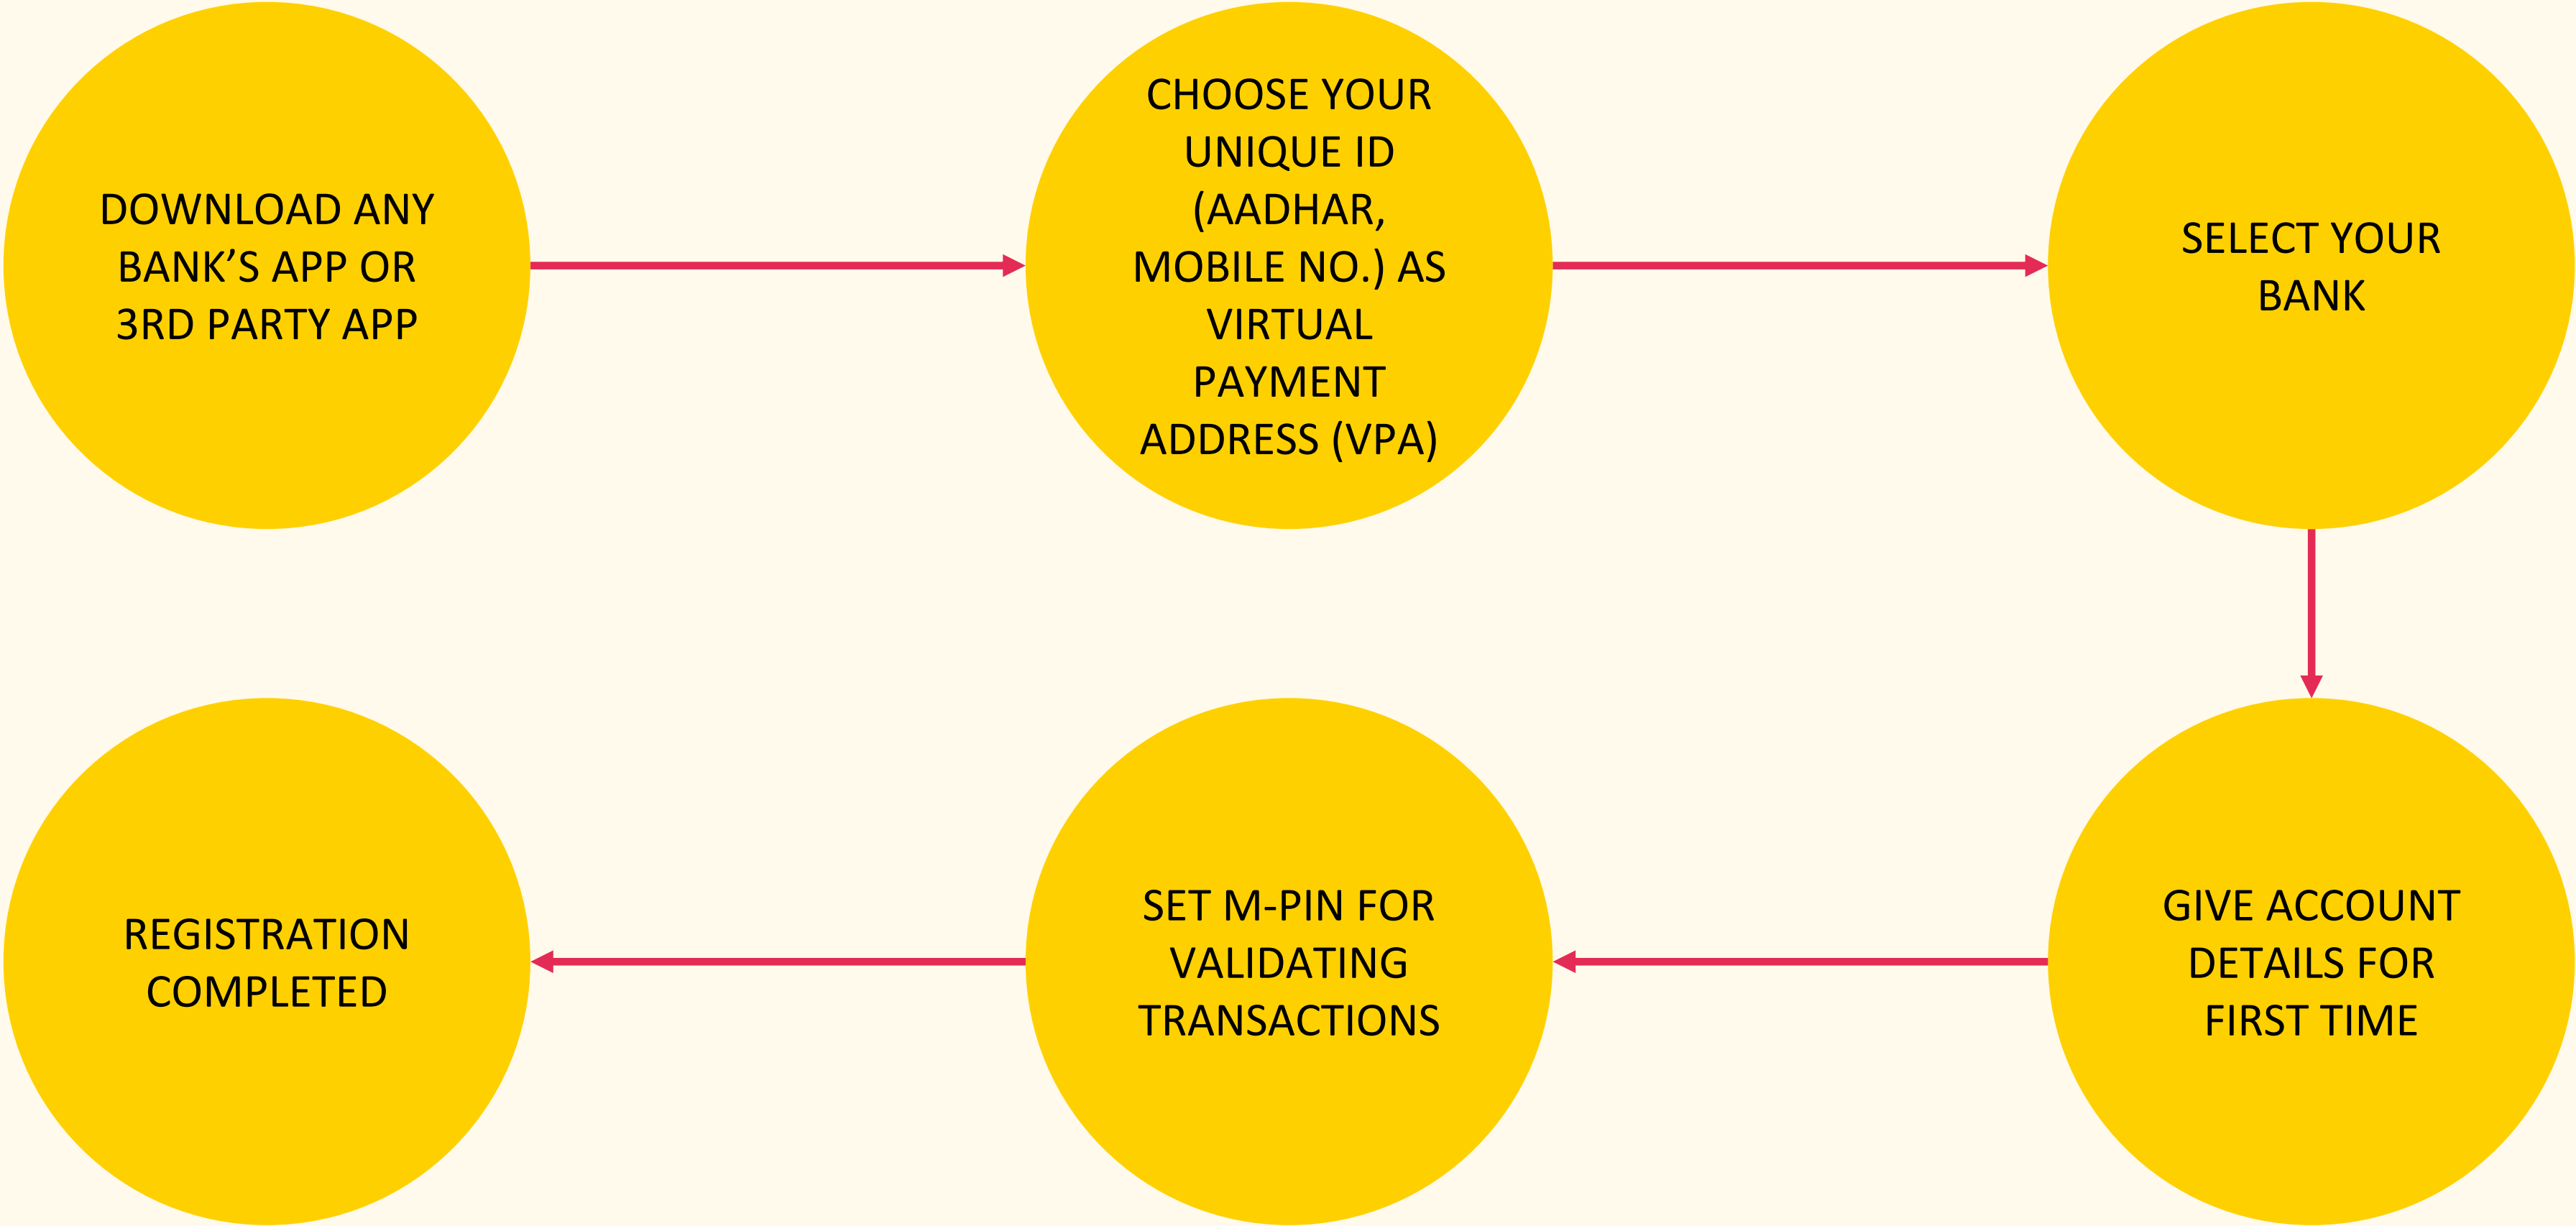 DOWNLOAD ANY
BANK’S APP OR
3RD PARTY APP
CHOOSE YOUR
UNIQUE ID
(AADHAR,
MOBILE NO.) AS
VIRTUAL
PAYMENT
ADDRESS (VPA)
SELECT YOUR
BANK
GIVE ACCOUNT
DETAILS FOR
FIRST TIME
SET M-PIN FOR
VALIDATING
TRANSACTIONS
REGISTRATION
COMPLETED